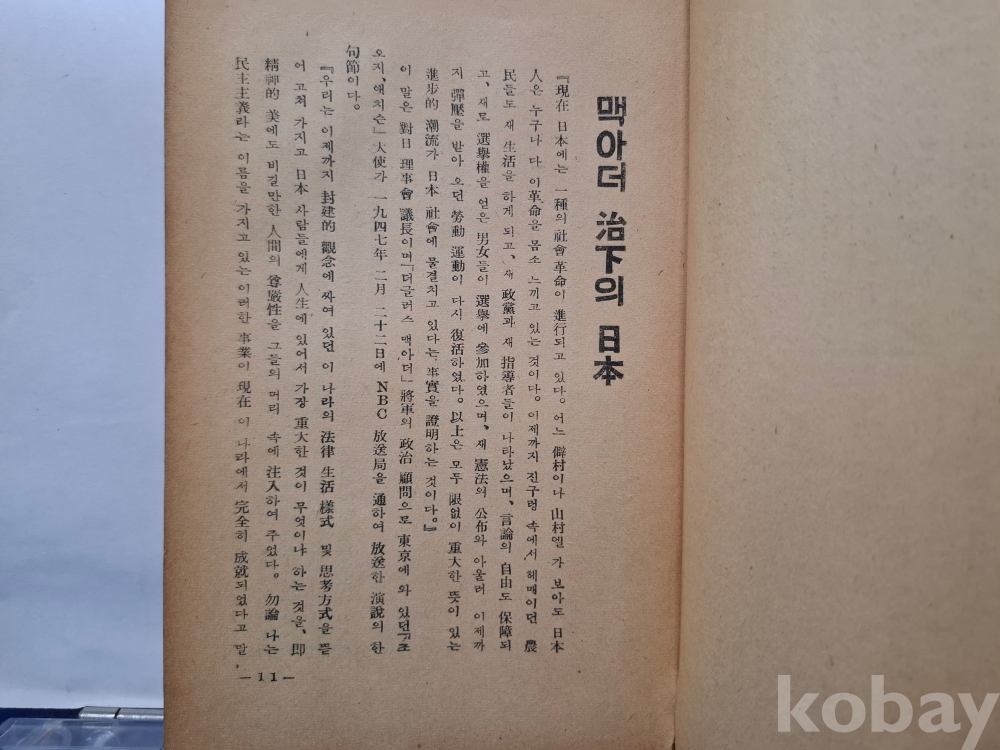 맥아더 治下의 日本
『現在 日本에는 一種의 社會革命이 進行되고 있다。어느 僻村이나 山村엘 가 보아도 日本
人은 누구나 다 이 革命을 몸소 느끼고 있는 것이다。이제까지 진구렁 속에서 헤매이던 農
民들도 새 生活을 하게 되고、새 政黨과 새 指導者들이 나타났으며、言論의 自由도 保障되
고、새로 選擧權을 얻은 男女들이 選擧에 參加하였으며、새 憲法의 公布와 아울러 이제까
지 彈壓을 받아 오던 勞動 運動이 다시 復活하였다。以上은 모두 限없이 重大한 뜻이 있는
進步的 潮流가 日本 社會에 물결치고 있다는 事實을 證明하는 것이다。』
이 말은 對日 理事會 議長이며「더글러스 맥아더」將軍의 政治 顧問으로 東京에 와 있던「죠
오지、애치슨」大使가 一九四七年 二月 二十二日에 NBC 放送局을 通하여 放送한 演說의 한
句節이다。
『우리는 이제까지 封建的 觀念에 싸여 있던 이 나라의 法律 生活 樣式 및 思考方式을 뜯
어 고쳐 가지고 日本 사람들에게 人生에 있어서 가장 重大한 것이 무엇이냐 하는 것을、即
精神的 美에도 비길만한 人間의 尊嚴性을 그들의 머리 속에 注入하여 주었다。勿論 나는
民主主義라는 이름을 가지고 있는 이러한 事業이 現在 이 나라에서 完全히 成就되었다고 말
— 11 —
kobay